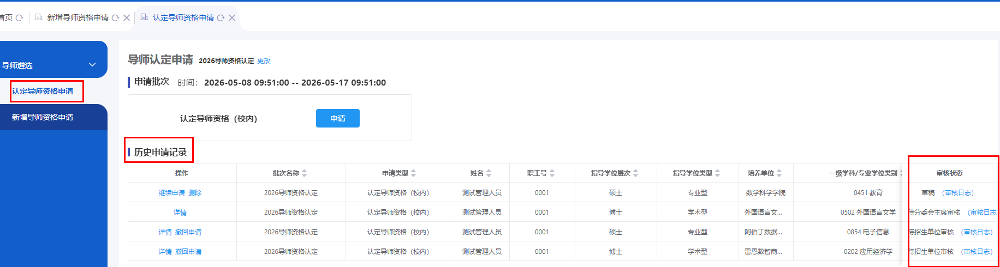 首页 新增导师资格申请 认定导师资格申请
导师遴选
认定导师资格申请
新增导师资格申请
导师认定申请 2026导师资格认定 更改
申请批次 时间： 2026-05-08 09:51:00 -- 2026-05-17 09:51:00
认定导师资格（校内） 申请
历史申请记录
操作 批次名称 申请类型 姓名 职工号 指导学位层次 指导学位类型 培养单位 一级学科/专业学位类别 审核状态
继续申请 删除 2026导师资格认定 认定导师资格（校内） 测试管理人员 0001 硕士 专业型 数学科学学院 0451 教育 草稿 （审核日志）
详情 2026导师资格认定 认定导师资格（校内） 测试管理人员 0001 博士 学术型 外国语言文... 0502 外国语言文学 待分委会主席审核 （审核日志
详情 撤回申请 2026导师资格认定 认定导师资格（校内） 测试管理人员 0001 硕士 专业型 阿伯丁数据... 0854 电子信息 待招生单位审核 （审核日志）
详情 撤回申请 2026导师资格认定 认定导师资格（校内） 测试管理人员 0001 博士 学术型 雷恩数智商... 0202 应用经济学 待招生单位审核 （审核日志）